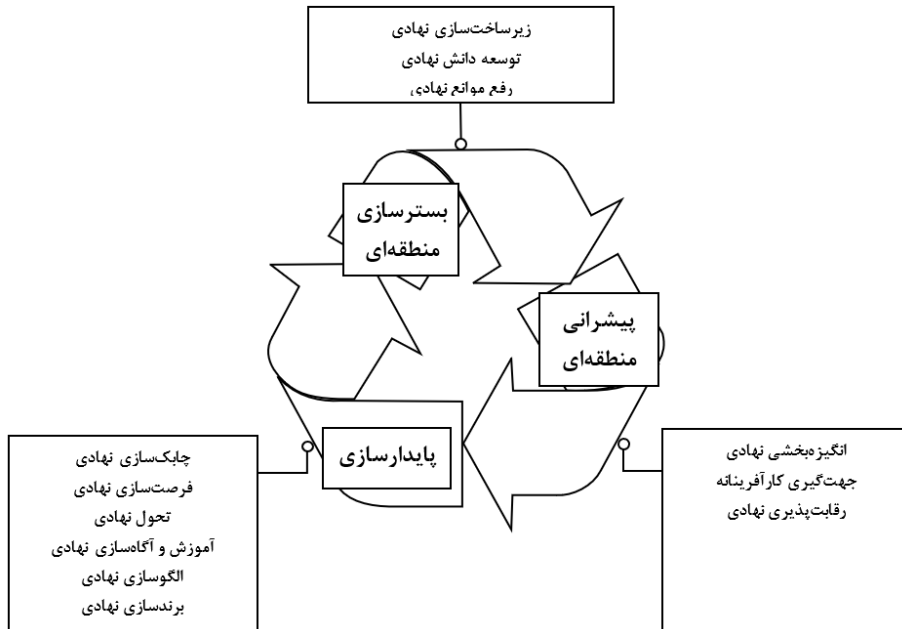 زیرساخت‌سازی نهادی
توسعه دانش نهادی
رفع موانع نهادی
بسترسازی
منطقه‌ای
پیشرانی
منطقه‌ای
پایدارسازی
انگیزه‌بخشی نهادی
جهت‌گیری کارآفرینانه
رقابت‌پذیری نهادی
چابک‌سازی نهادی
فرصت‌سازی نهادی
تحول نهادی
آموزش و آگاه‌سازی نهادی
الگوسازی نهادی
برندسازی نهادی